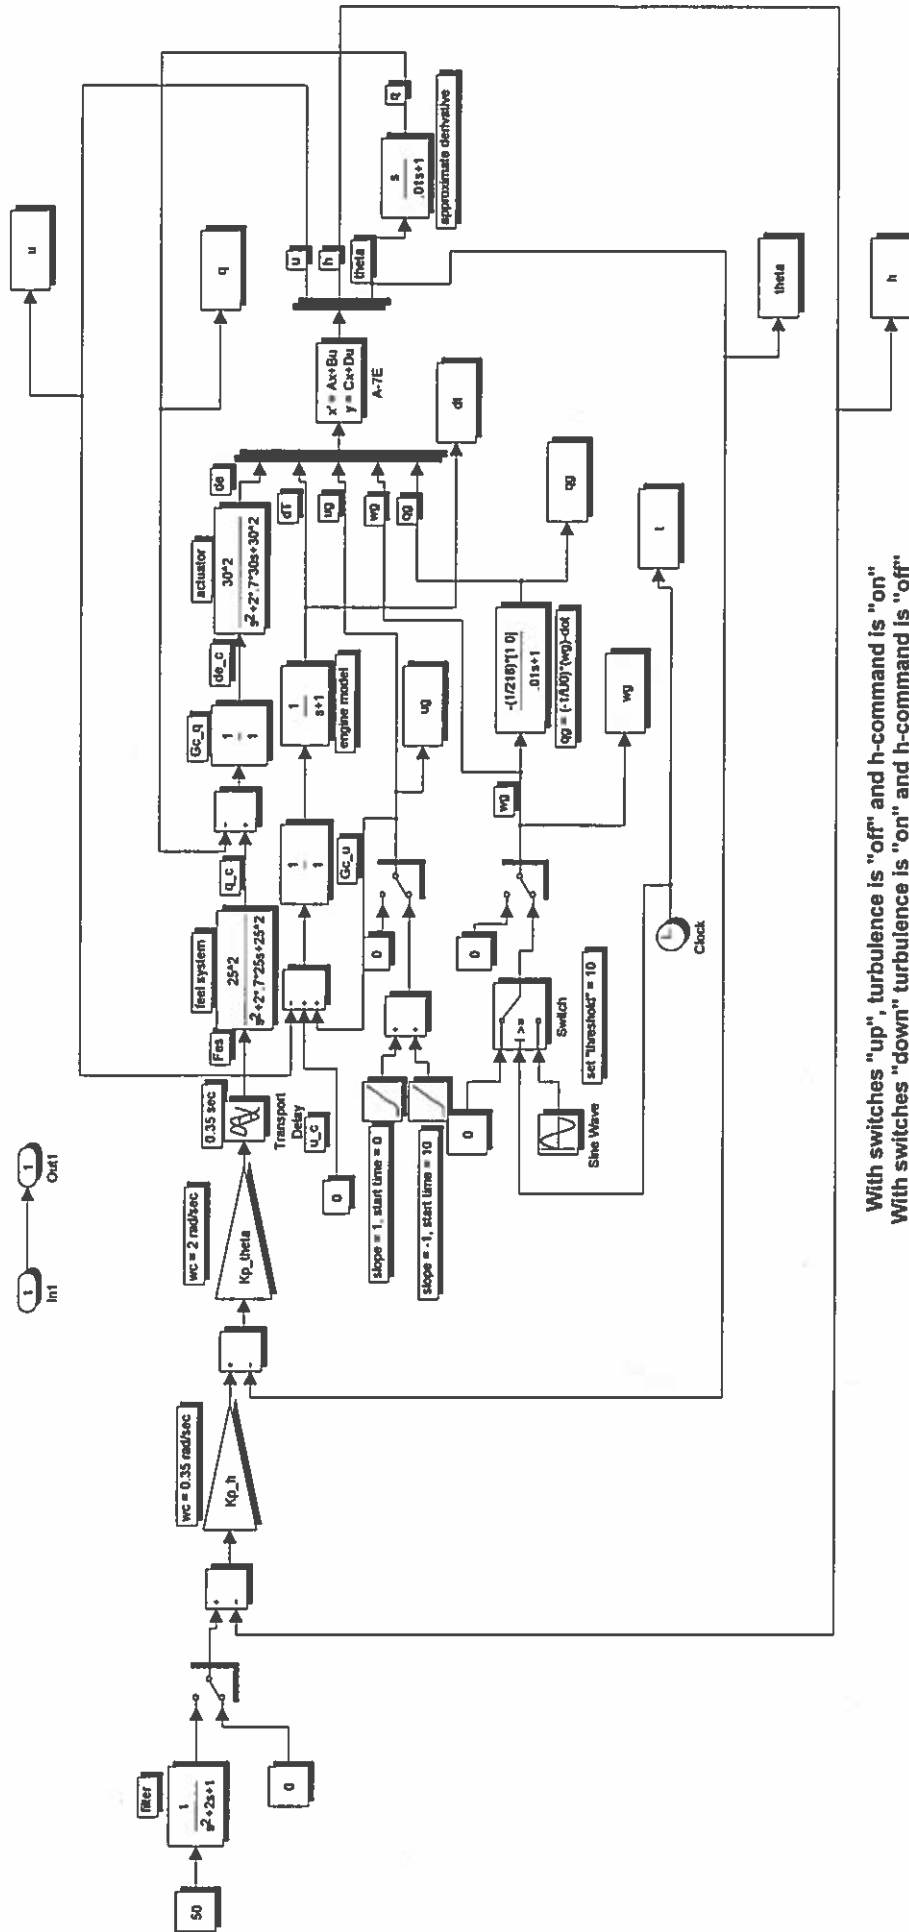 50
filter
1
s^2+2s+1
0
+
-
wc = 0.35 rad/sec
Kp_h
+
-
wc = 2 rad/sec
Kp_theta
0.35 sec
Transport
Delay
Fes
feel system
25^2
s^2+2*.7*25s+25^2
q_c
-
+
Gc_q
1
1
de_c
actuator
30^2
s^2+2*.7*30s+30^2
de
1
In1
1
Out1
u_c
0
-
+
+
1
1
Gc_u
1
s+1
engine model
dT
slope = 1, start time = 0
slope = -1, start time = 10
+
+
0
ug
ug
0
Sine Wave
>=
Switch
set "threshold" = 10
0
wg
wg
wg
-(1/218)*[1 0]
.01s+1
qg = (-1/U0)*(wg)-dot
qg
qg
Clock
t
dt
x' = Ax+Bu
y = Cx+Du
A-7E
u
h
theta
s
.01s+1
approximate derivative
q
u
q
theta
h
With switches "up", turbulence is "off" and h-command is "on"
With switches "down" turbulence is "on" and h-command is "off"